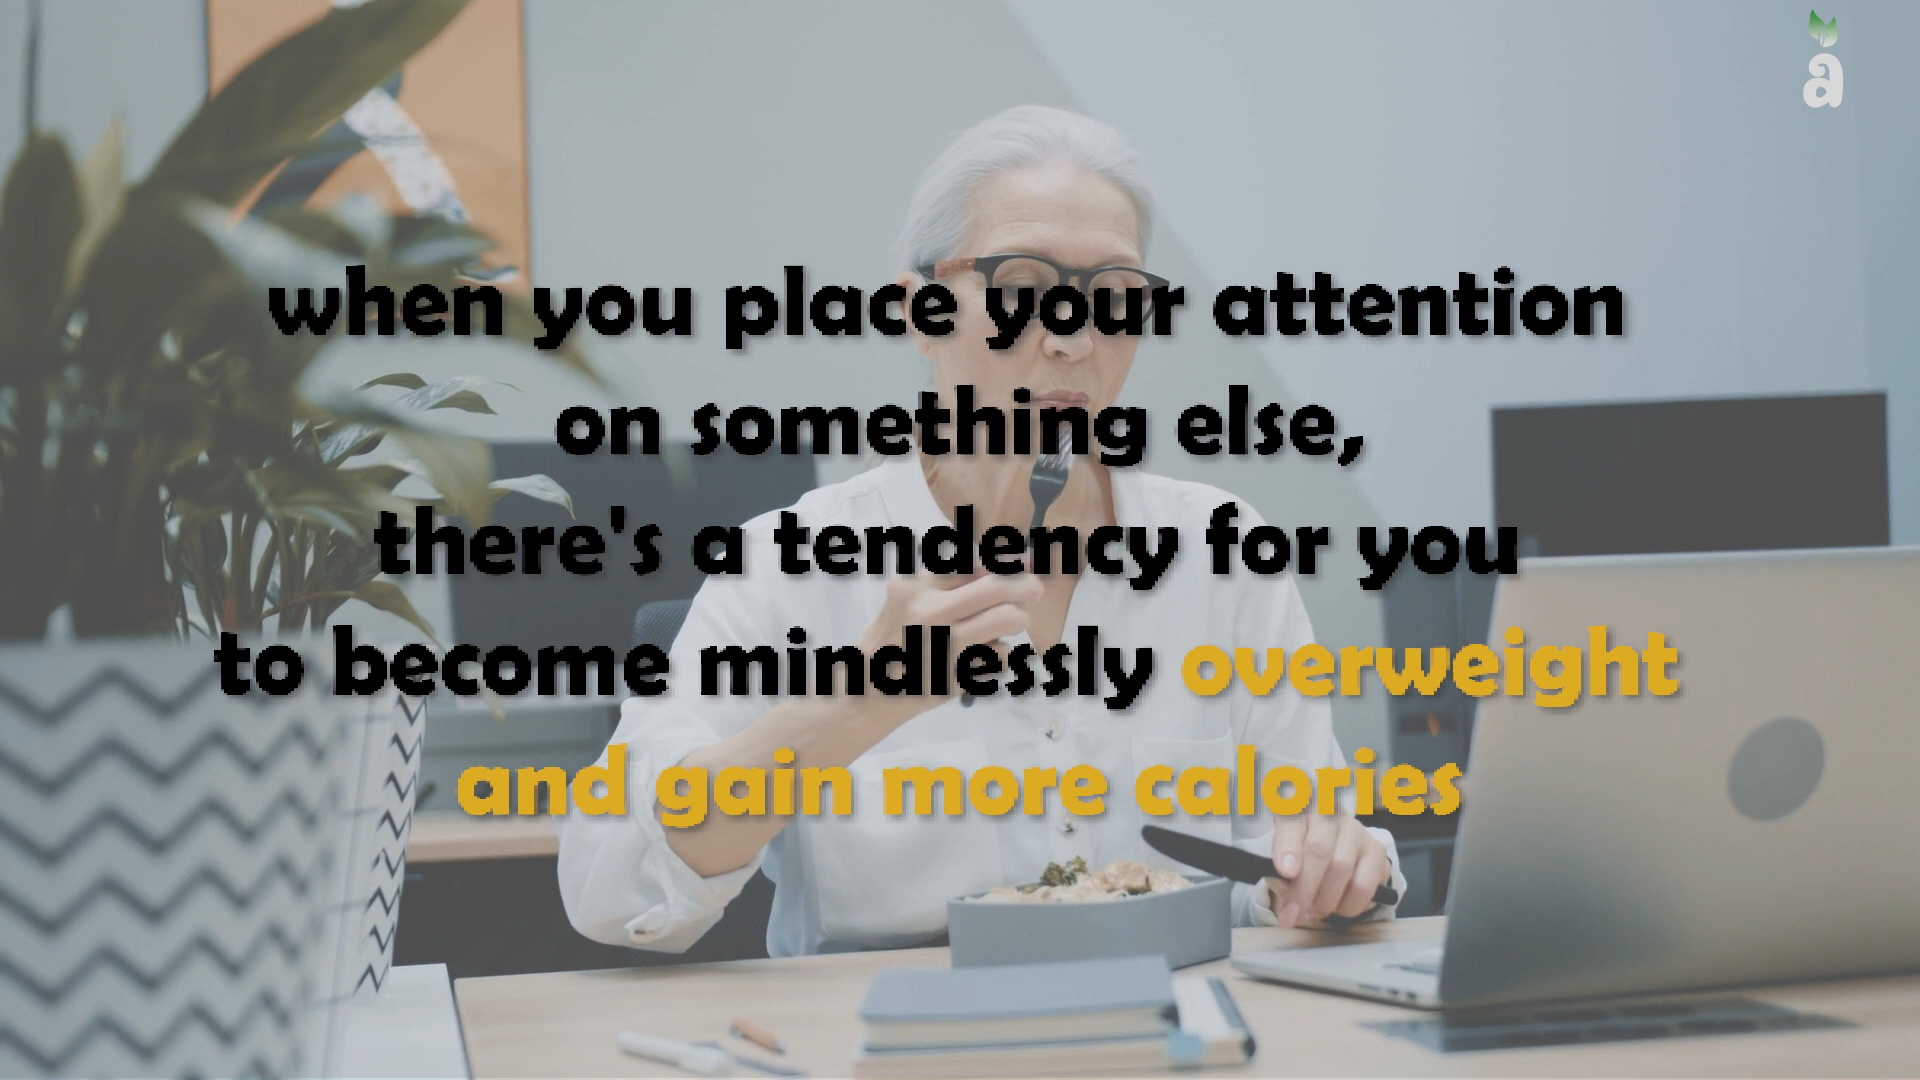 a
when you place your attention
on something else,
there's a tendency for you
to become mindlessly overweight
and gain more calories